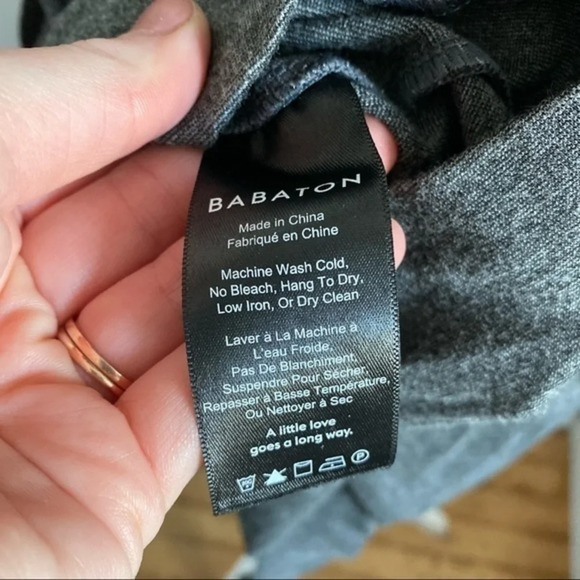 BABATON
Made in China
Fabriqué en Chine
Machine Wash Cold,
No Bleach, Hang To Dry,
Low Iron, Or Dry Clean
Laver à La Machine à
L'eau Froide,
Pas De Blanchiment,
Suspendre Pour Sécher,
Repasser à Basse Température,
Ou Nettoyer à Sec
A little love
goes a long way.